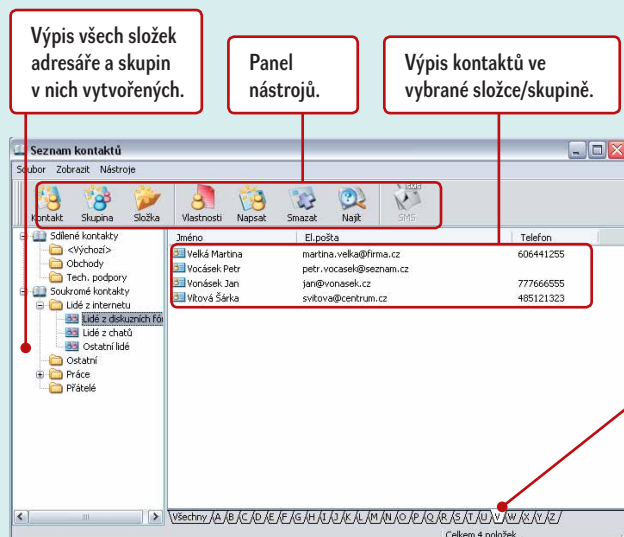 Výpis všech složek
adresáře a skupin
v nich vytvořených.
Panel
nástrojů.
Výpis kontaktů ve
vybrané složce/skupině.
Seznam kontaktů
Soubor Zobrazit Nástroje
Kontakt Skupina Složka Vlastnosti Napsat Smazat Najít SMS
Sdílené kontakty
<Výchozí>
Obchody
Tech. podpory
Soukromé kontakty
Lidé z internetu
Lidé z diskuzních fó
Lidé z chatů
Ostatní lidé
Ostatní
Práce
Přátelé
Jméno El.pošta Telefon
Velká Martina martina.velka@firma.cz 606441255
Vocásek Petr petr.vocasek@seznam.cz
Vonásek Jan jan@vonasek.cz 777666555
Vítová Šárka svitova@centrum.cz 485121323
Všechny A B C D E F G H I J K L M N O P Q R S T U V W X Y Z
Celkem 4 položek